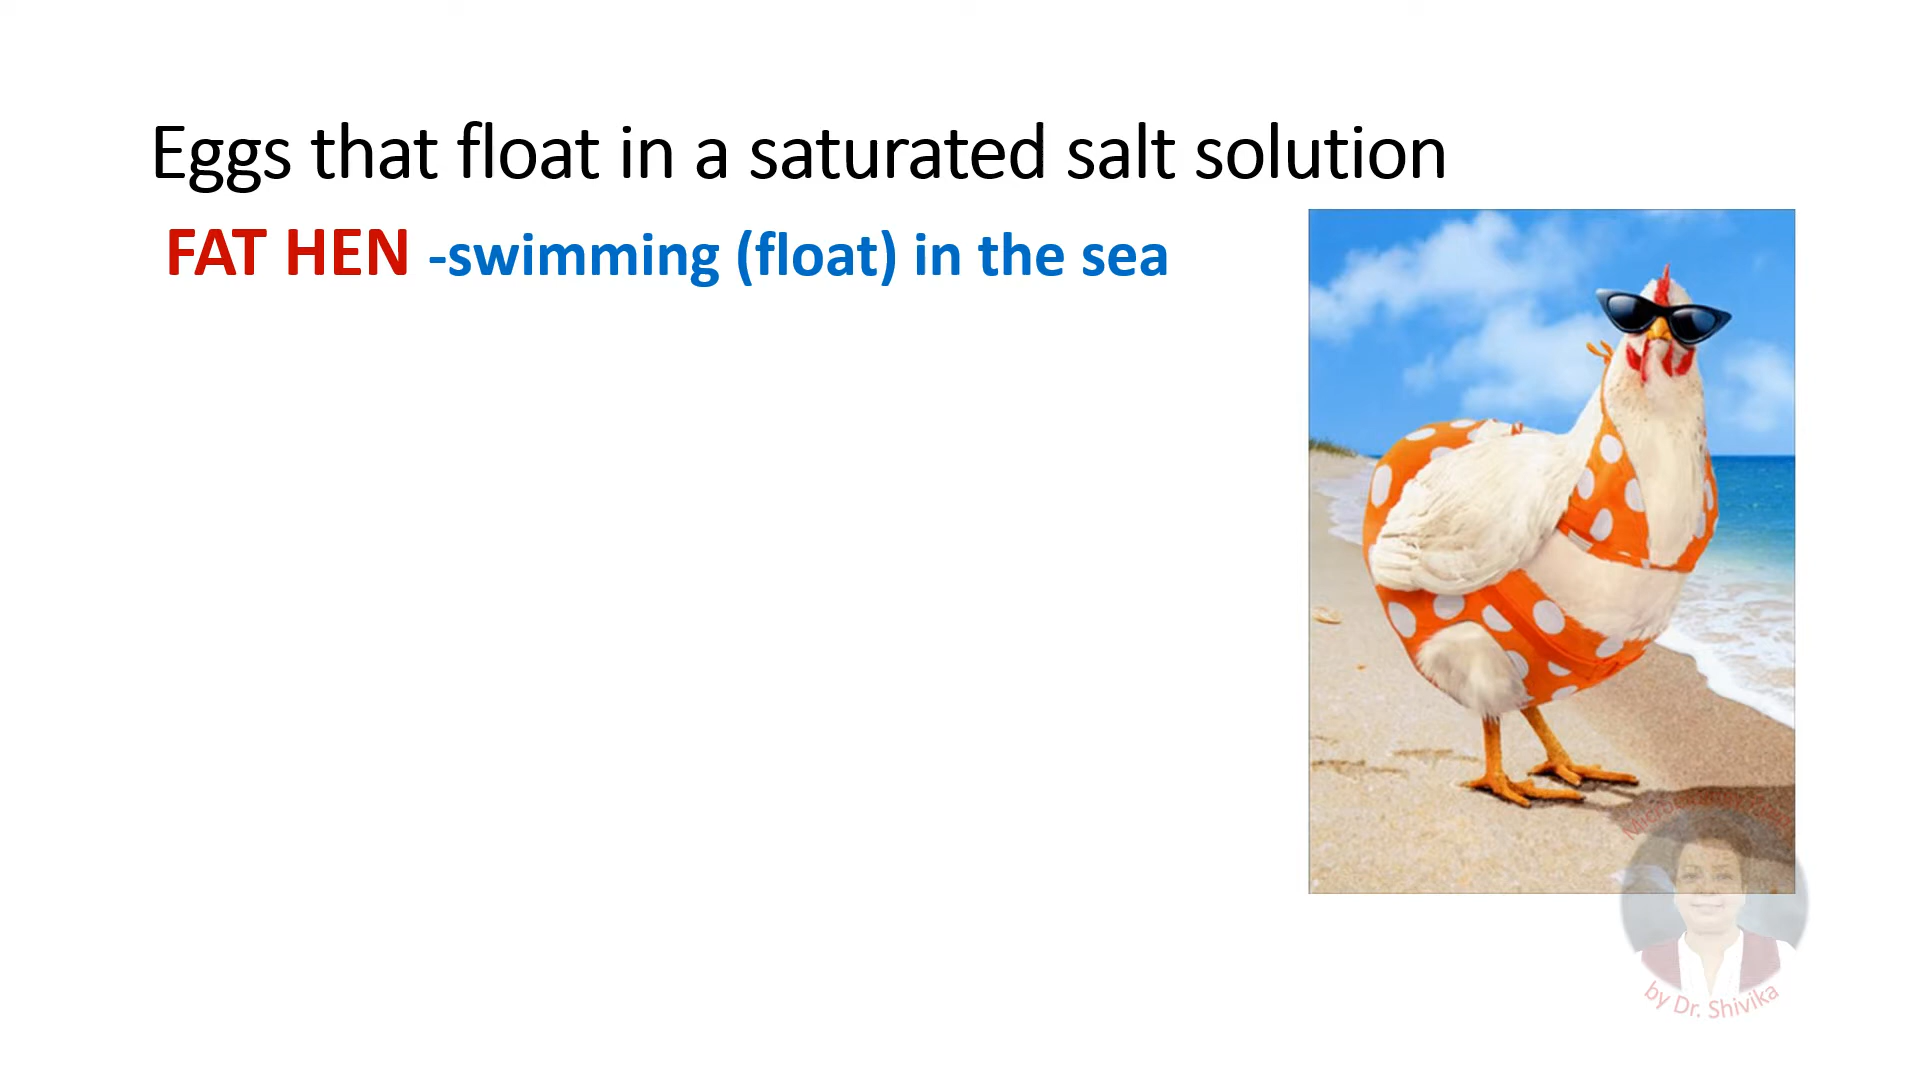 Eggs that float in a saturated salt solution
FAT HEN -swimming (float) in the sea
by Dr. Shivika